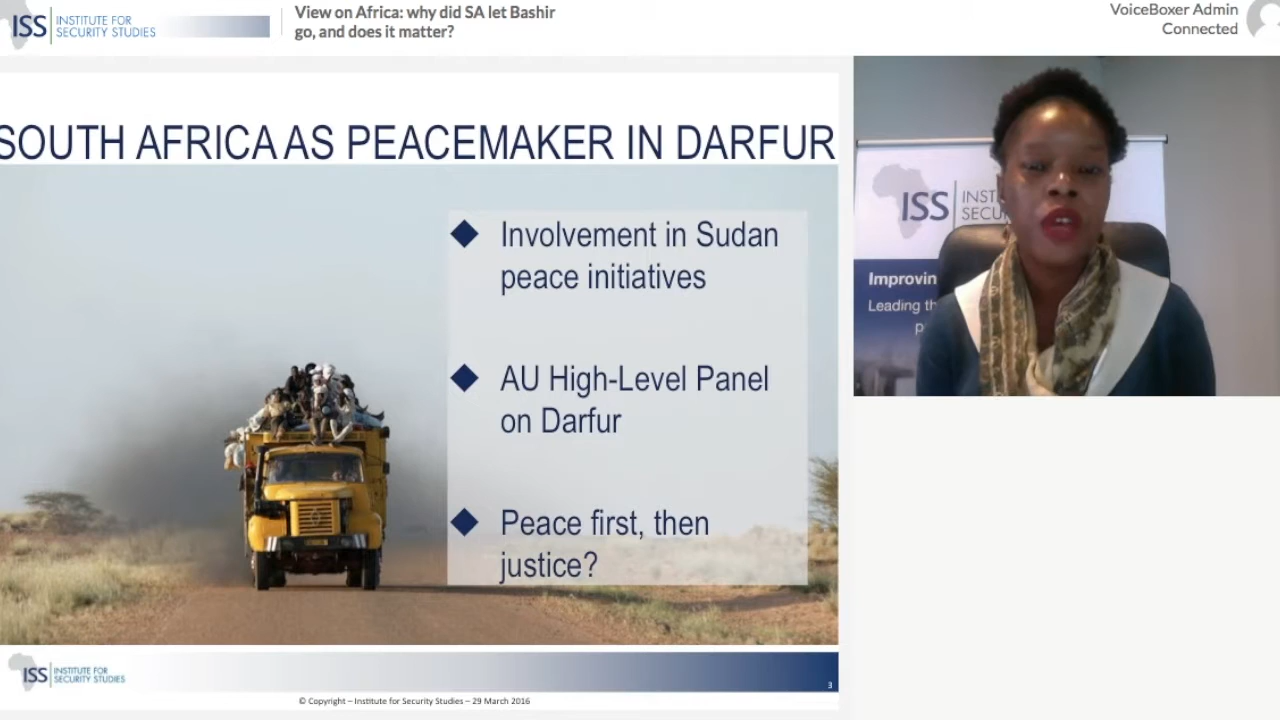 ISS
INSTITUTE FOR
SECURITY STUDIES
View on Africa: why did SA let Bashir
go, and does it matter?
VoiceBoxer Admin
Connected
SOUTH AFRICA AS PEACEMAKER IN DARFUR
Involvement in Sudan
peace initiatives
AU High-Level Panel
on Darfur
Peace first, then
justice?
ISS
INST
SECU
Improvin
Leading th
p
ISS
INSTITUTE FOR
SECURITY STUDIES
3
© Copyright – Institute for Security Studies – 29 March 2016